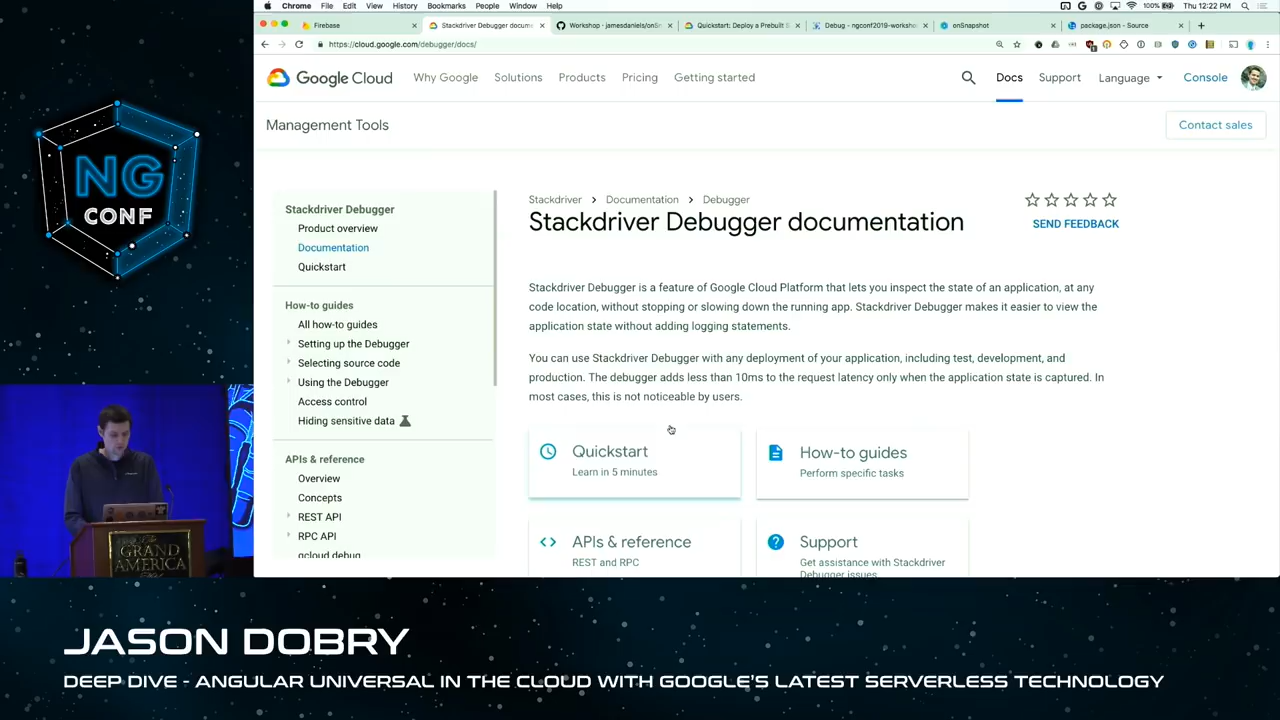 Chrome File Edit View History Bookmarks People Window Help
100% Thu 12:22 PM
Firebase
Stackdriver Debugger docume
Workshop · jamesdaniels/onSn
Quickstart: Deploy a Prebuilt
Debug - ngconf2019-worksho
onSnapshot
package.json - Source
https://cloud.google.com/debugger/docs/
Google Cloud Why Google Solutions Products Pricing Getting started Docs Support Language Console
Management Tools
Contact sales
NG
CONF
Stackdriver Debugger
Product overview
Documentation
Quickstart
How-to guides
All how-to guides
Setting up the Debugger
Selecting source code
Using the Debugger
Access control
Hiding sensitive data
APIs & reference
Overview
Concepts
REST API
RPC API
gcloud debug
Stackdriver Documentation Debugger
Stackdriver Debugger documentation
SEND FEEDBACK
Stackdriver Debugger is a feature of Google Cloud Platform that lets you inspect the state of an application, at any
code location, without stopping or slowing down the running app. Stackdriver Debugger makes it easier to view the
application state without adding logging statements.
You can use Stackdriver Debugger with any deployment of your application, including test, development, and
production. The debugger adds less than 10ms to the request latency only when the application state is captured. In
most cases, this is not noticeable by users.
Quickstart
Learn in 5 minutes
How-to guides
Perform specific tasks
APIs & reference
REST and RPC
Support
Get assistance with Stackdriver
Debugger issues.
THE
GRAND
AMERICA
JASON DOBRY
DEEP DIVE - ANGULAR UNIVERSAL IN THE CLOUD WITH GOOGLE'S LATEST SERVERLESS TECHNOLOGY